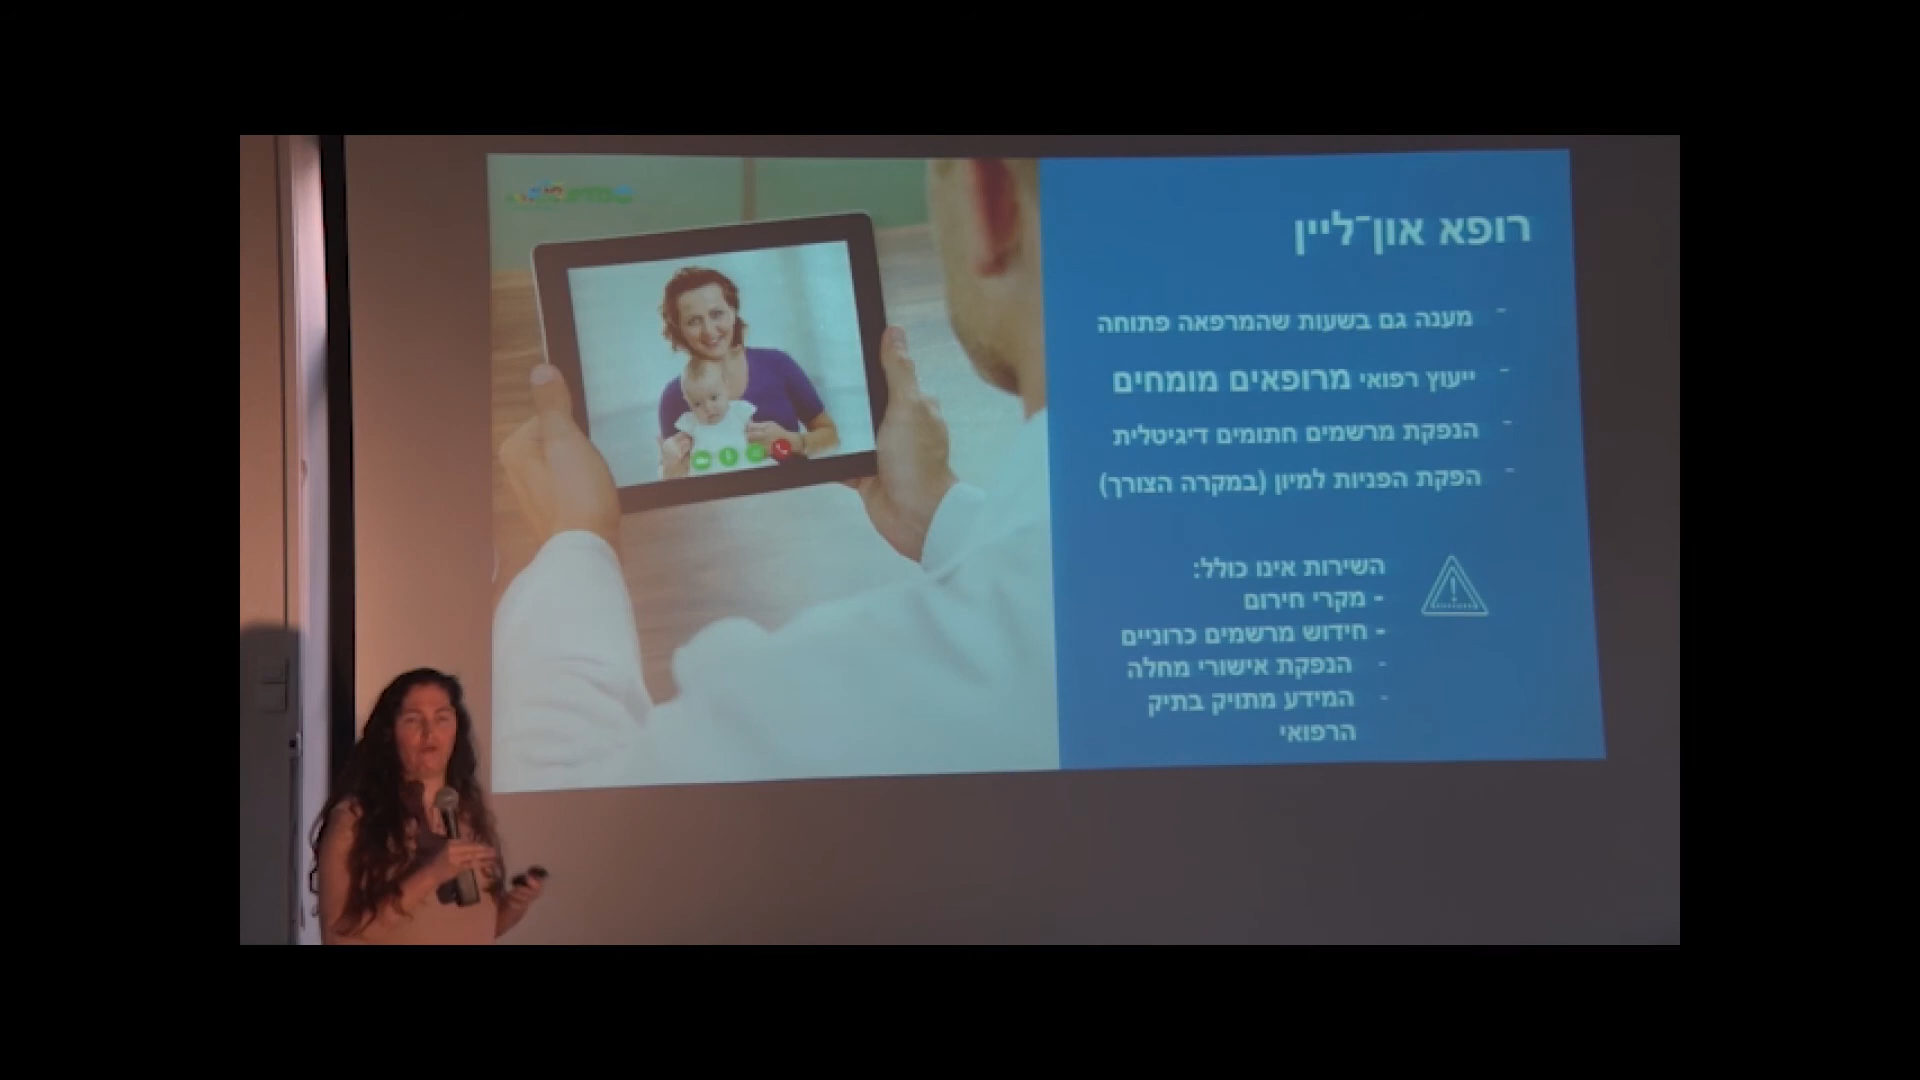 רופא און־ליין
- מענה גם בשעות שהמרפאה פתוחה
- ייעוץ רפואי מרופאים מומחים
- הנפקת מרשמים חתומים דיגיטלית
- הפקת הפניות למיון (במקרה הצורך)
השירות אינו כולל:
- מקרי חירום
- חידוש מרשמים כרוניים
- הנפקת אישורי מחלה
- המידע מתויק בתיק
הרפואי